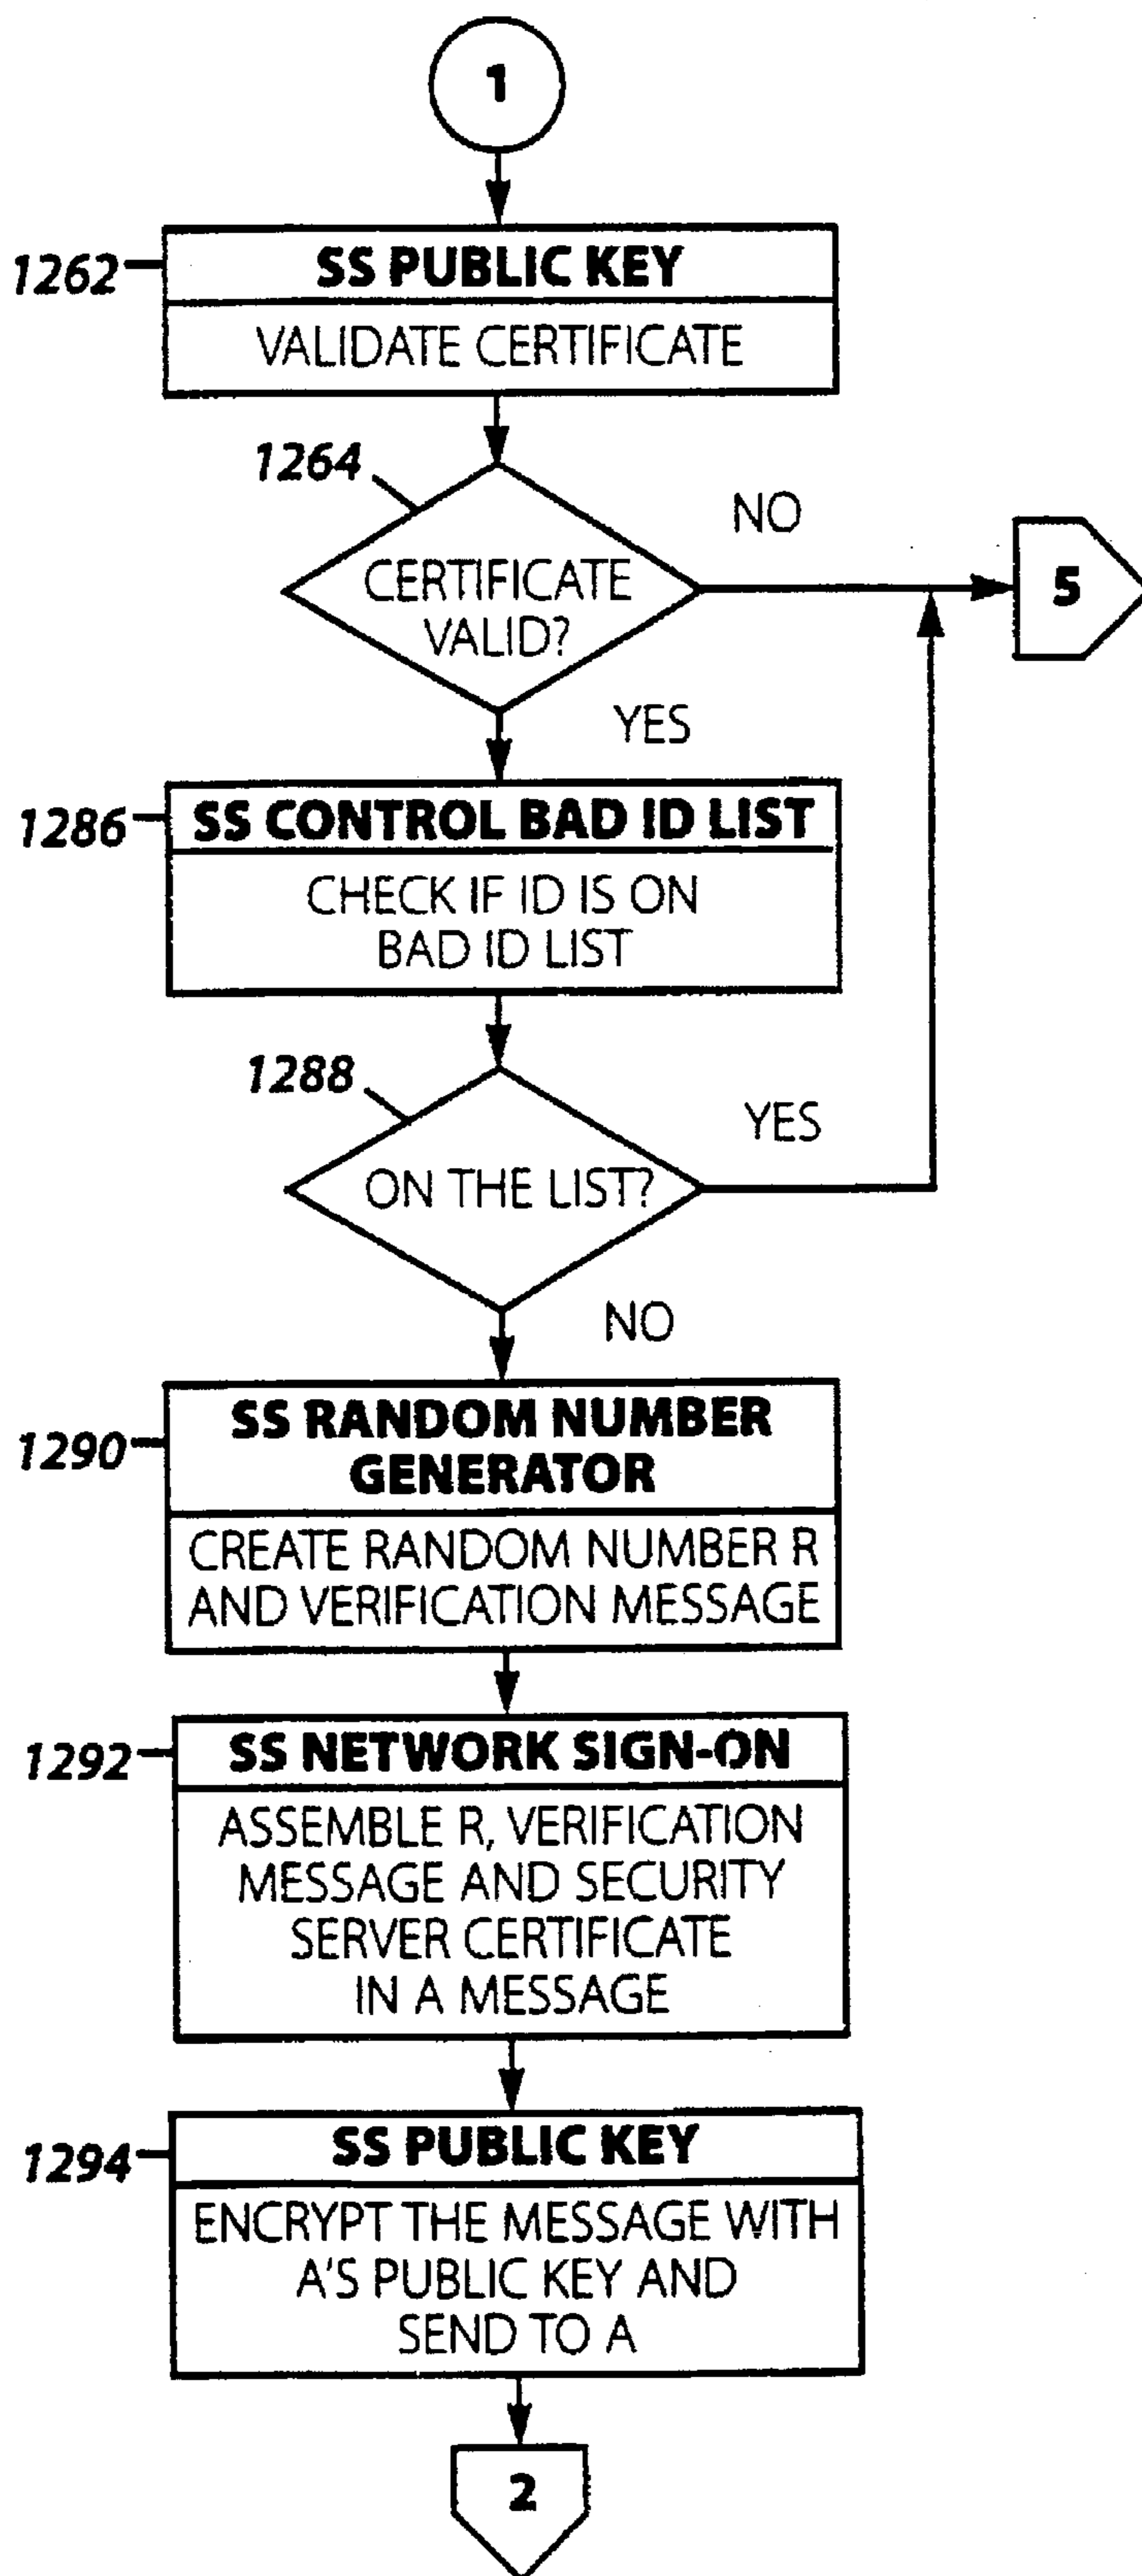 1
1262
SS PUBLIC KEY
VALIDATE CERTIFICATE
1264
NO
CERTIFICATE
VALID?
5
YES
1286
SS CONTROL BAD ID LIST
CHECK IF ID IS ON
BAD ID LIST
1288
YES
ON THE LIST?
NO
1290
SS RANDOM NUMBER
GENERATOR
CREATE RANDOM NUMBER R
AND VERIFICATION MESSAGE
1292
SS NETWORK SIGN-ON
ASSEMBLE R, VERIFICATION
MESSAGE AND SECURITY
SERVER CERTIFICATE
IN A MESSAGE
1294
SS PUBLIC KEY
ENCRYPT THE MESSAGE WITH
A'S PUBLIC KEY AND
SEND TO A
2